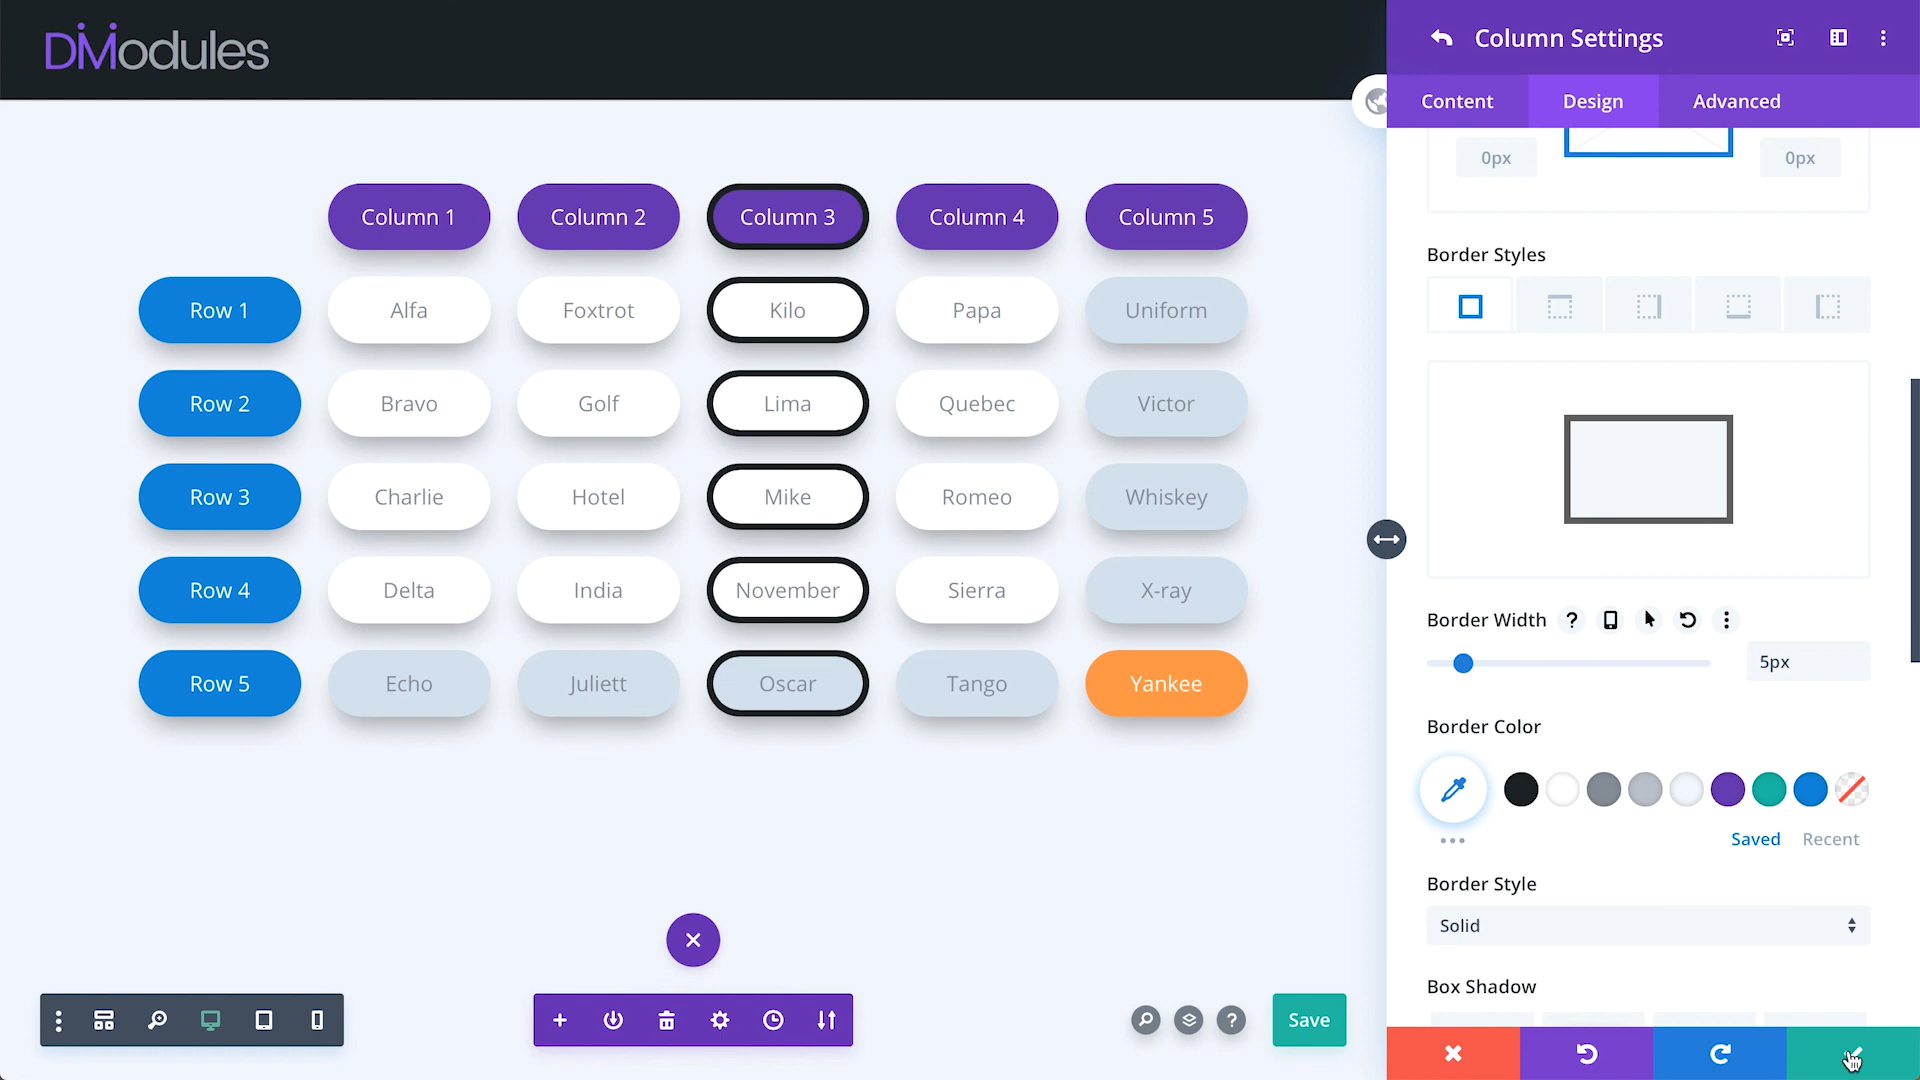 DiModules
Column Settings
Content Design Advanced
0px 0px
Column 1 Column 2 Column 3 Column 4 Column 5
Row 1 Alfa Foxtrot Kilo Papa Uniform
Row 2 Bravo Golf Lima Quebec Victor
Row 3 Charlie Hotel Mike Romeo Whiskey
Row 4 Delta India November Sierra X-ray
Row 5 Echo Juliett Oscar Tango Yankee
Border Styles
Border Width ?
5px
Border Color
Saved Recent
Border Style
Solid
Box Shadow
? Save